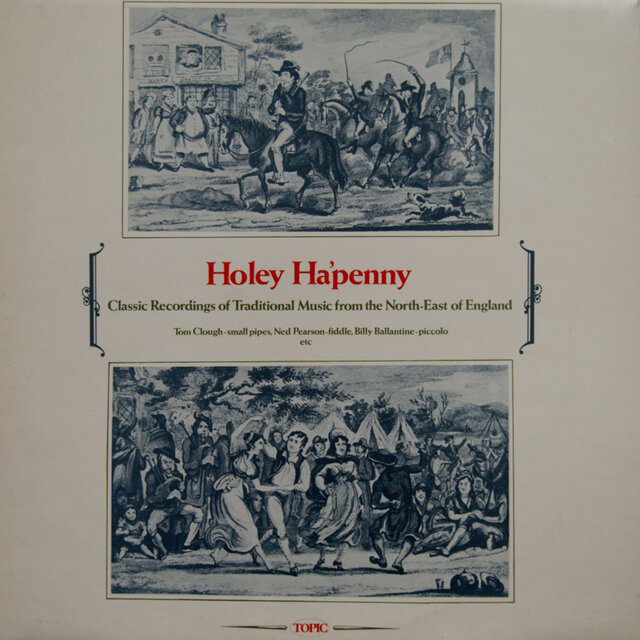 Holey Ha'penny
Classic Recordings of Traditional Music from the North-East of England
Tom Clough - small pipes, Ned Pearson - fiddle, Billy Ballantine - piccolo
etc
TOPIC